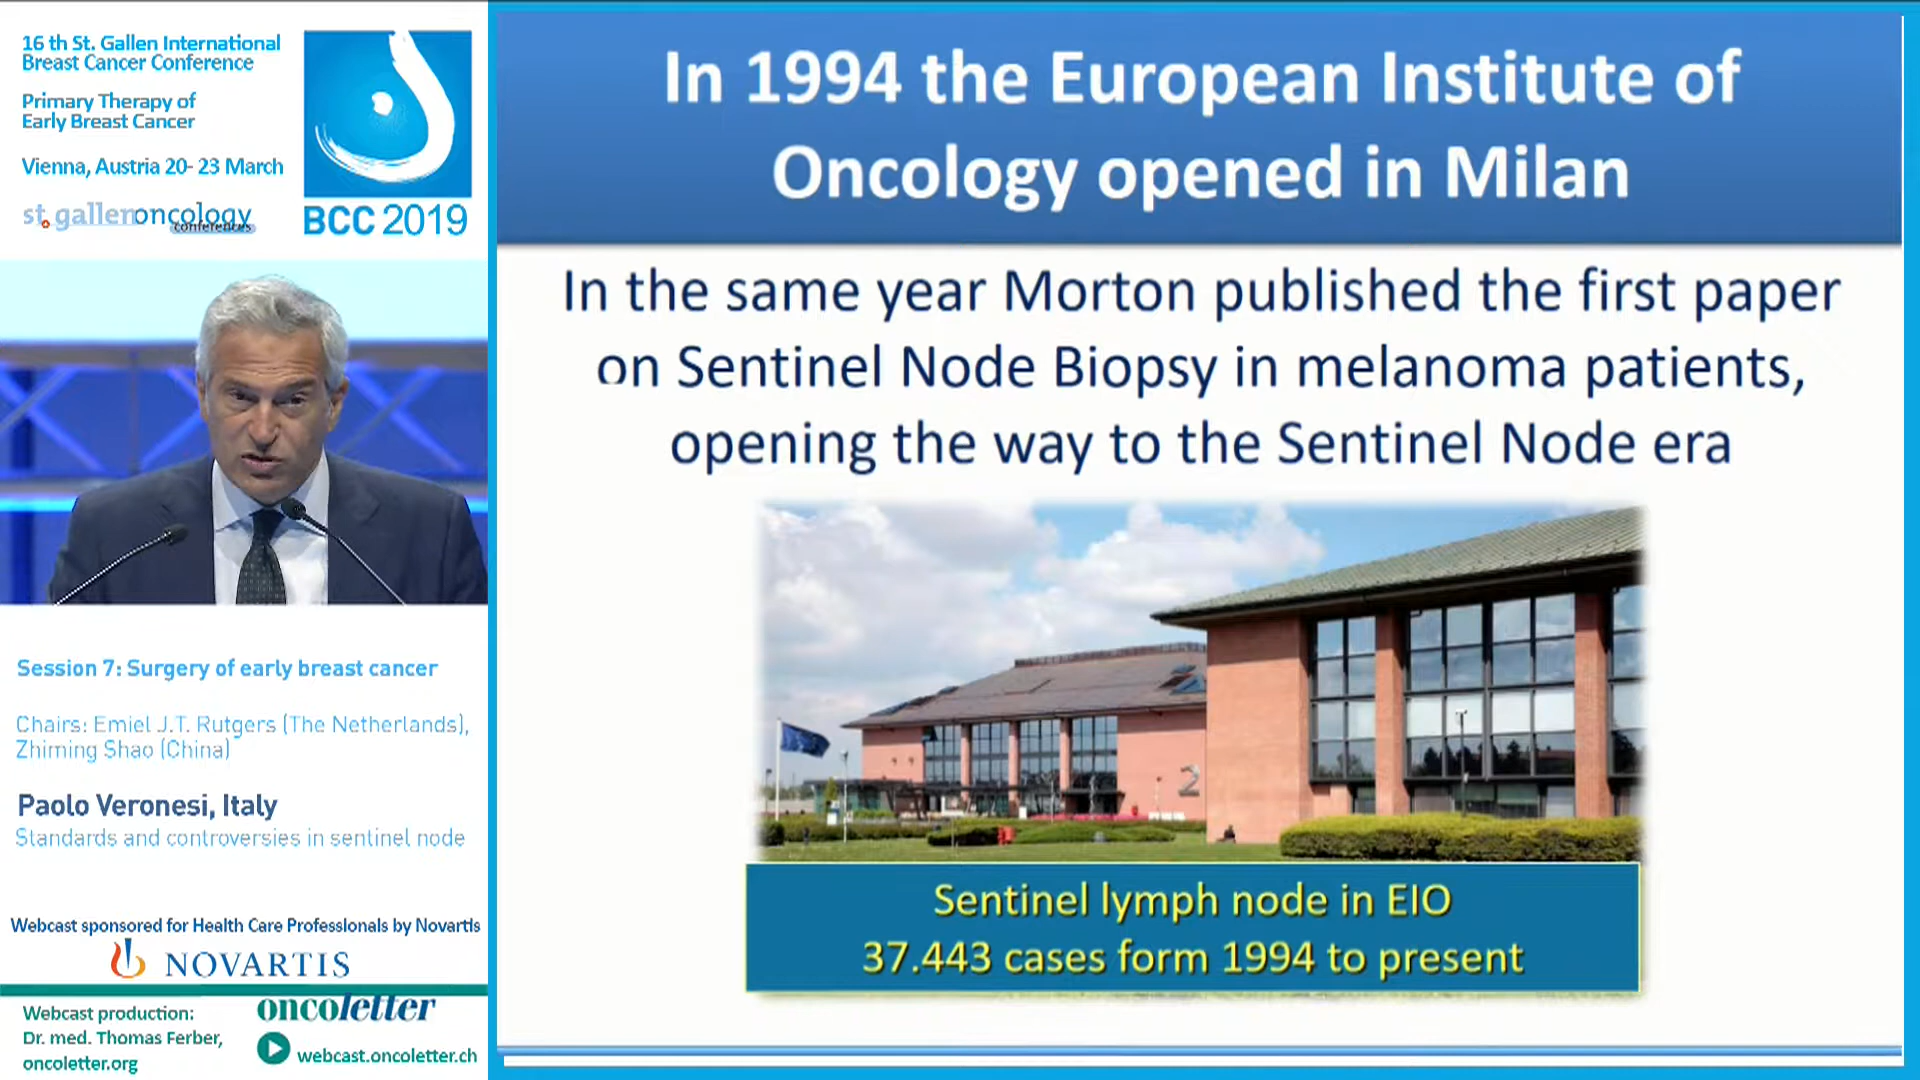 16 th St. Gallen International
Breast Cancer Conference
Primary Therapy of
Early Breast Cancer
Vienna, Austria 20- 23 March
st.gallenoncology
conferences
BCC 2019
Session 7: Surgery of early breast cancer
Chairs: Emiel J.T. Rutgers (The Netherlands),
Zhiming Shao (China)
Paolo Veronesi, Italy
Standards and controversies in sentinel node
Webcast sponsored for Health Care Professionals by Novartis
NOVARTIS
Webcast production:
Dr. med. Thomas Ferber,
oncoletter.org
oncoletter
webcast.oncoletter.ch
In 1994 the European Institute of
Oncology opened in Milan
In the same year Morton published the first paper
on Sentinel Node Biopsy in melanoma patients,
opening the way to the Sentinel Node era
2
Sentinel lymph node in EIO
37.443 cases form 1994 to present